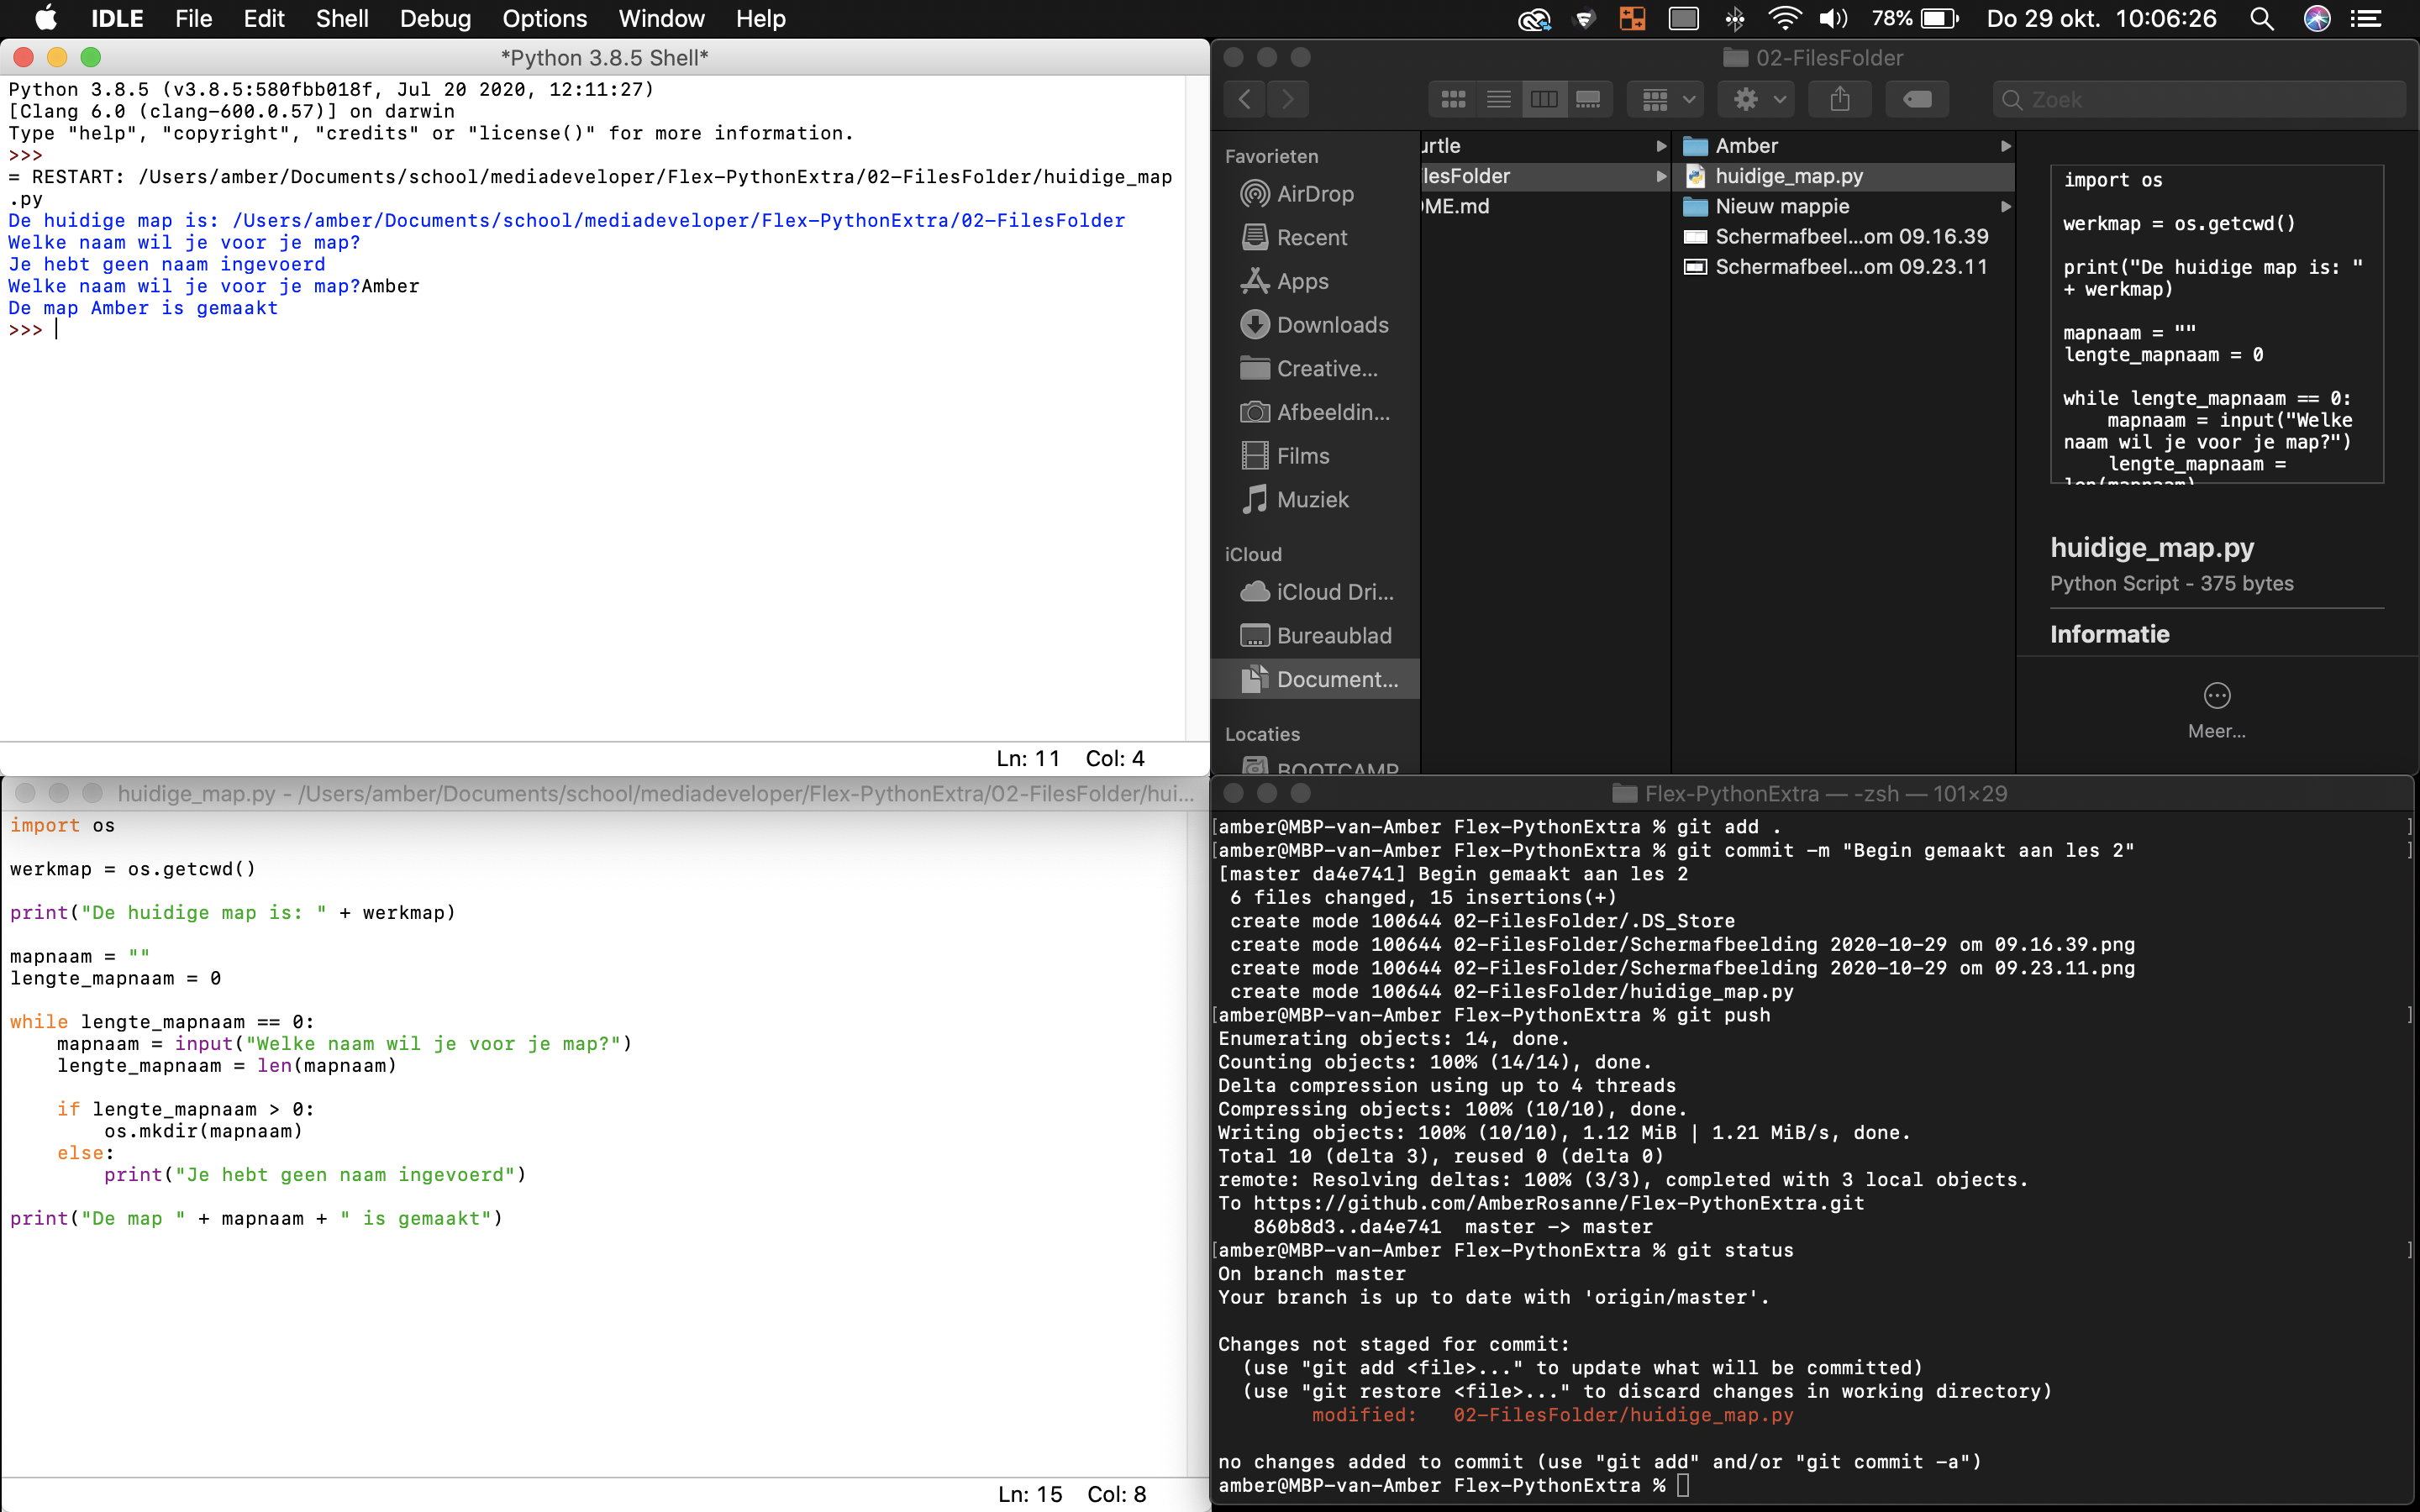 IDLE File Edit Shell Debug Options Window Help 78% Do 29 okt. 10:06:26
*Python 3.8.5 Shell*
Python 3.8.5 (v3.8.5:580fbb018f, Jul 20 2020, 12:11:27)
[Clang 6.0 (clang-600.0.57)] on darwin
Type "help", "copyright", "credits" or "license()" for more information.
>>>
= RESTART: /Users/amber/Documents/school/mediadeveloper/Flex-PythonExtra/02-FilesFolder/huidige_map
.py
De huidige map is: /Users/amber/Documents/school/mediadeveloper/Flex-PythonExtra/02-FilesFolder
Welke naam wil je voor je map?
Je hebt geen naam ingevoerd
Welke naam wil je voor je map?Amber
De map Amber is gemaakt
>>>
Ln: 11 Col: 4
02-FilesFolder
Zoek
Favorieten
AirDrop
Recent
Apps
Downloads
Creative...
Afbeeldin...
Films
Muziek
iCloud
iCloud Dri...
Bureaublad
Document...
Locaties
BOOTCAMP
urtle
lesFolder
ME.md
Amber
huidige_map.py
Nieuw mappie
Schermafbeel...om 09.16.39
Schermafbeel...om 09.23.11
import os
werkmap = os.getcwd()
print("De huidige map is: "
+ werkmap)
mapnaam = ""
lengte_mapnaam = 0
while lengte_mapnaam == 0:
mapnaam = input("Welke
naam wil je voor je map?")
lengte_mapnaam =
len(mapnaam)
huidige_map.py
Python Script - 375 bytes
Informatie
Meer...
huidige_map.py - /Users/amber/Documents/school/mediadeveloper/Flex-PythonExtra/02-FilesFolder/hui...
import os
werkmap = os.getcwd()
print("De huidige map is: " + werkmap)
mapnaam = ""
lengte_mapnaam = 0
while lengte_mapnaam == 0:
mapnaam = input("Welke naam wil je voor je map?")
lengte_mapnaam = len(mapnaam)
if lengte_mapnaam > 0:
os.mkdir(mapnaam)
else:
print("Je hebt geen naam ingevoerd")
print("De map " + mapnaam + " is gemaakt")
Ln: 15 Col: 8
Flex-PythonExtra — -zsh — 101×29
[amber@MBP-van-Amber Flex-PythonExtra % git add . ]
[amber@MBP-van-Amber Flex-PythonExtra % git commit -m "Begin gemaakt aan les 2" ]
[master da4e741] Begin gemaakt aan les 2
6 files changed, 15 insertions(+)
create mode 100644 02-FilesFolder/.DS_Store
create mode 100644 02-FilesFolder/Schermafbeelding 2020-10-29 om 09.16.39.png
create mode 100644 02-FilesFolder/Schermafbeelding 2020-10-29 om 09.23.11.png
create mode 100644 02-FilesFolder/huidige_map.py
[amber@MBP-van-Amber Flex-PythonExtra % git push ]
Enumerating objects: 14, done.
Counting objects: 100% (14/14), done.
Delta compression using up to 4 threads
Compressing objects: 100% (10/10), done.
Writing objects: 100% (10/10), 1.12 MiB | 1.21 MiB/s, done.
Total 10 (delta 3), reused 0 (delta 0)
remote: Resolving deltas: 100% (3/3), completed with 3 local objects.
To https://github.com/AmberRosanne/Flex-PythonExtra.git
860b8d3..da4e741 master -> master
[amber@MBP-van-Amber Flex-PythonExtra % git status ]
On branch master
Your branch is up to date with 'origin/master'.
Changes not staged for commit:
(use "git add <file>..." to update what will be committed)
(use "git restore <file>..." to discard changes in working directory)
modified: 02-FilesFolder/huidige_map.py
no changes added to commit (use "git add" and/or "git commit -a")
amber@MBP-van-Amber Flex-PythonExtra %